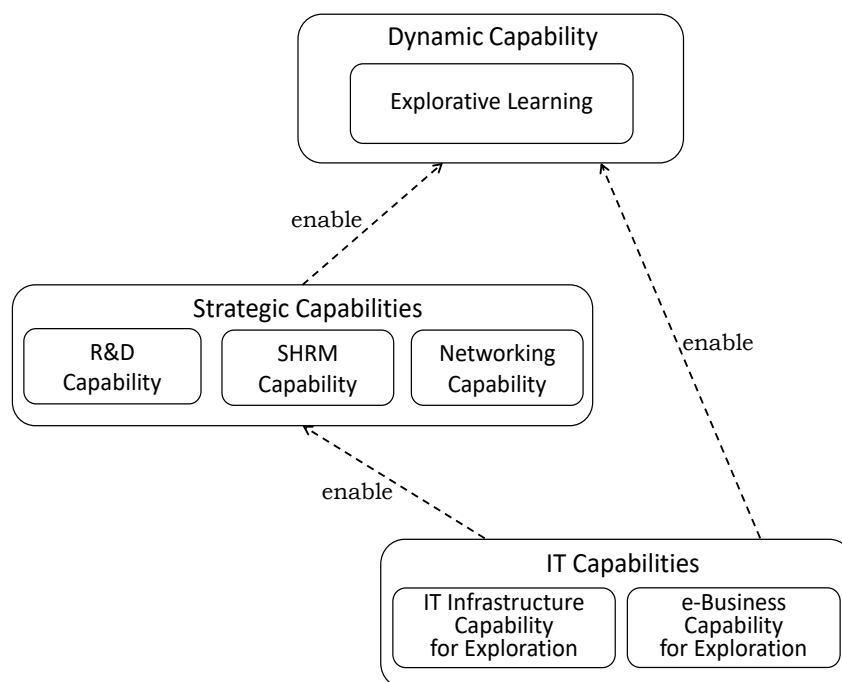 Dynamic Capability
Explorative Learning
enable
Strategic Capabilities
R&D
Capability
SHRM
Capability
Networking
Capability
enable
enable
IT Capabilities
IT Infrastructure
Capability
for Exploration
e-Business
Capability
for Exploration